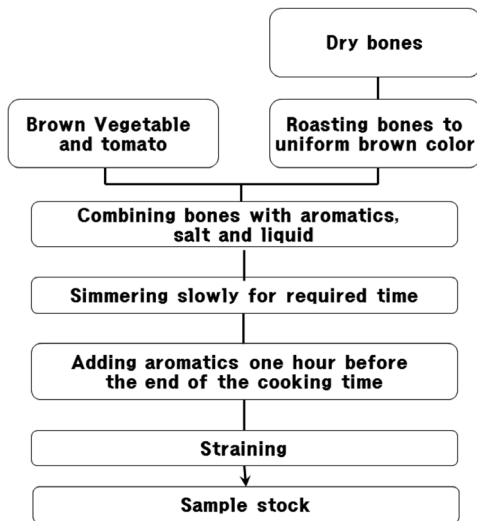 Dry bones
Brown Vegetable
and tomato
Roasting bones to
uniform brown color
Combining bones with aromatics,
salt and liquid
Simmering slowly for required time
Adding aromatics one hour before
the end of the cooking time
Straining
Sample stock